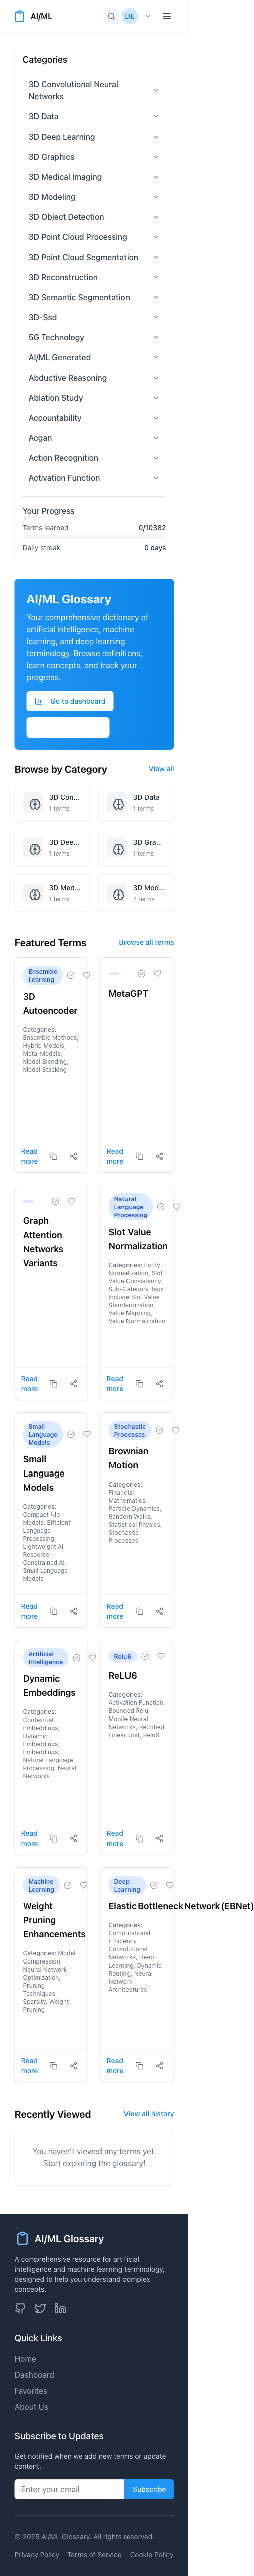 AI/ML
DE
Categories
3D Convolutional Neural
Networks
3D Data
3D Deep Learning
3D Graphics
3D Medical Imaging
3D Modeling
3D Object Detection
3D Point Cloud Processing
3D Point Cloud Segmentation
3D Reconstruction
3D Semantic Segmentation
3D-Ssd
5G Technology
AI/ML Generated
Abductive Reasoning
Ablation Study
Accountability
Acgan
Action Recognition
Activation Function
Your Progress
Terms learned 0/10382
Daily streak 0 days
AI/ML Glossary
Your comprehensive dictionary of
artificial intelligence, machine
learning, and deep learning
terminology. Browse definitions,
learn concepts, and track your
progress.
Go to dashboard
Browse by Category View all
3D Con...
1 terms
3D Data
1 terms
3D Dee...
1 terms
3D Gra...
1 terms
3D Med...
1 terms
3D Mod...
2 terms
Featured Terms Browse all terms
Ensemble
Learning
3D
Autoencoder
Categories:
Ensemble Methods,
Hybrid Models,
Meta-Models,
Model Blending,
Model Stacking
Read
more
MetaGPT
Read
more
Graph
Attention
Networks
Variants
Read
more
Natural
Language
Processing
Slot Value
Normalization
Categories: Entity
Normalization, Slot
Value Consistency,
Sub-Category Tags
Include Slot Value
Standardization,
Value Mapping,
Value Normalization
Read
more
Small
Language
Models
Small
Language
Models
Categories:
Compact Nlp
Models, Efficient
Language
Processing,
Lightweight Ai,
Resource-
Constrained Ai,
Small Language
Models
Read
more
Stochastic
Processes
Brownian
Motion
Categories:
Financial
Mathematics,
Particle Dynamics,
Random Walks,
Statistical Physics,
Stochastic
Processes
Read
more
Artificial
Intelligence
Dynamic
Embeddings
Categories:
Contextual
Embeddings,
Dynamic
Embeddings,
Embeddings,
Natural Language
Processing, Neural
Networks
Read
more
Relu6
ReLU6
Categories:
Activation Function,
Bounded Relu,
Mobile Neural
Networks, Rectified
Linear Unit, Relu6
Read
more
Machine
Learning
Weight
Pruning
Enhancements
Categories: Model
Compression,
Neural Network
Optimization,
Pruning
Techniques,
Sparsity, Weight
Pruning
Read
more
Deep
Learning
Elastic Bottleneck Network (EBNet)
Categories:
Computational
Efficiency,
Convolutional
Networks, Deep
Learning, Dynamic
Routing, Neural
Network
Architectures
Read
more
Recently Viewed View all history
You haven't viewed any terms yet.
Start exploring the glossary!
AI/ML Glossary
A comprehensive resource for artificial
intelligence and machine learning terminology,
designed to help you understand complex
concepts.
Quick Links
Home
Dashboard
Favorites
About Us
Subscribe to Updates
Get notified when we add new terms or update
content.
Enter your email Subscribe
© 2025 AI/ML Glossary. All rights reserved.
Privacy Policy Terms of Service Cookie Policy